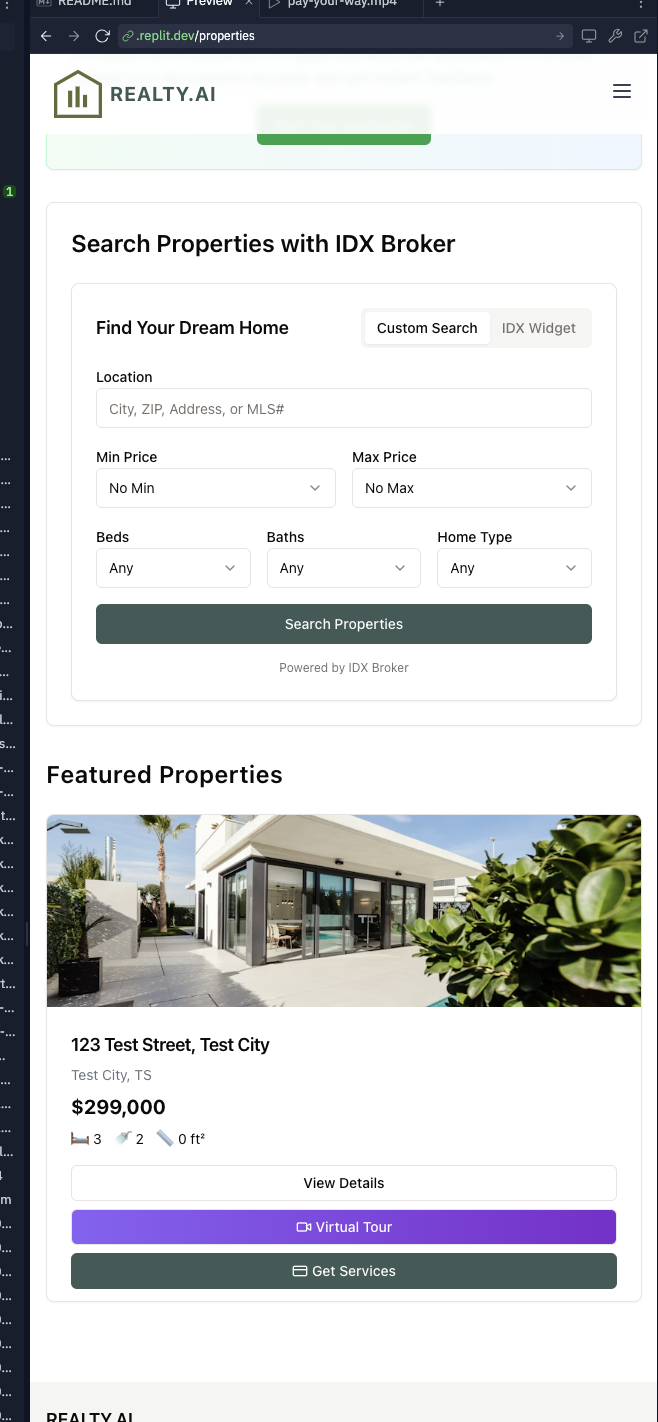 README.md Preview × pay-your-way.mp4 +
.replit.dev/properties
REALTY.AI
1
Search Properties with IDX Broker
Find Your Dream Home
Custom Search IDX Widget
Location
City, ZIP, Address, or MLS#
Min Price Max Price
No Min No Max
Beds Baths Home Type
Any Any Any
Search Properties
Powered by IDX Broker
Featured Properties
123 Test Street, Test City
Test City, TS
$299,000
3 2 0 ft²
View Details
Virtual Tour
Get Services
REALTY.AI